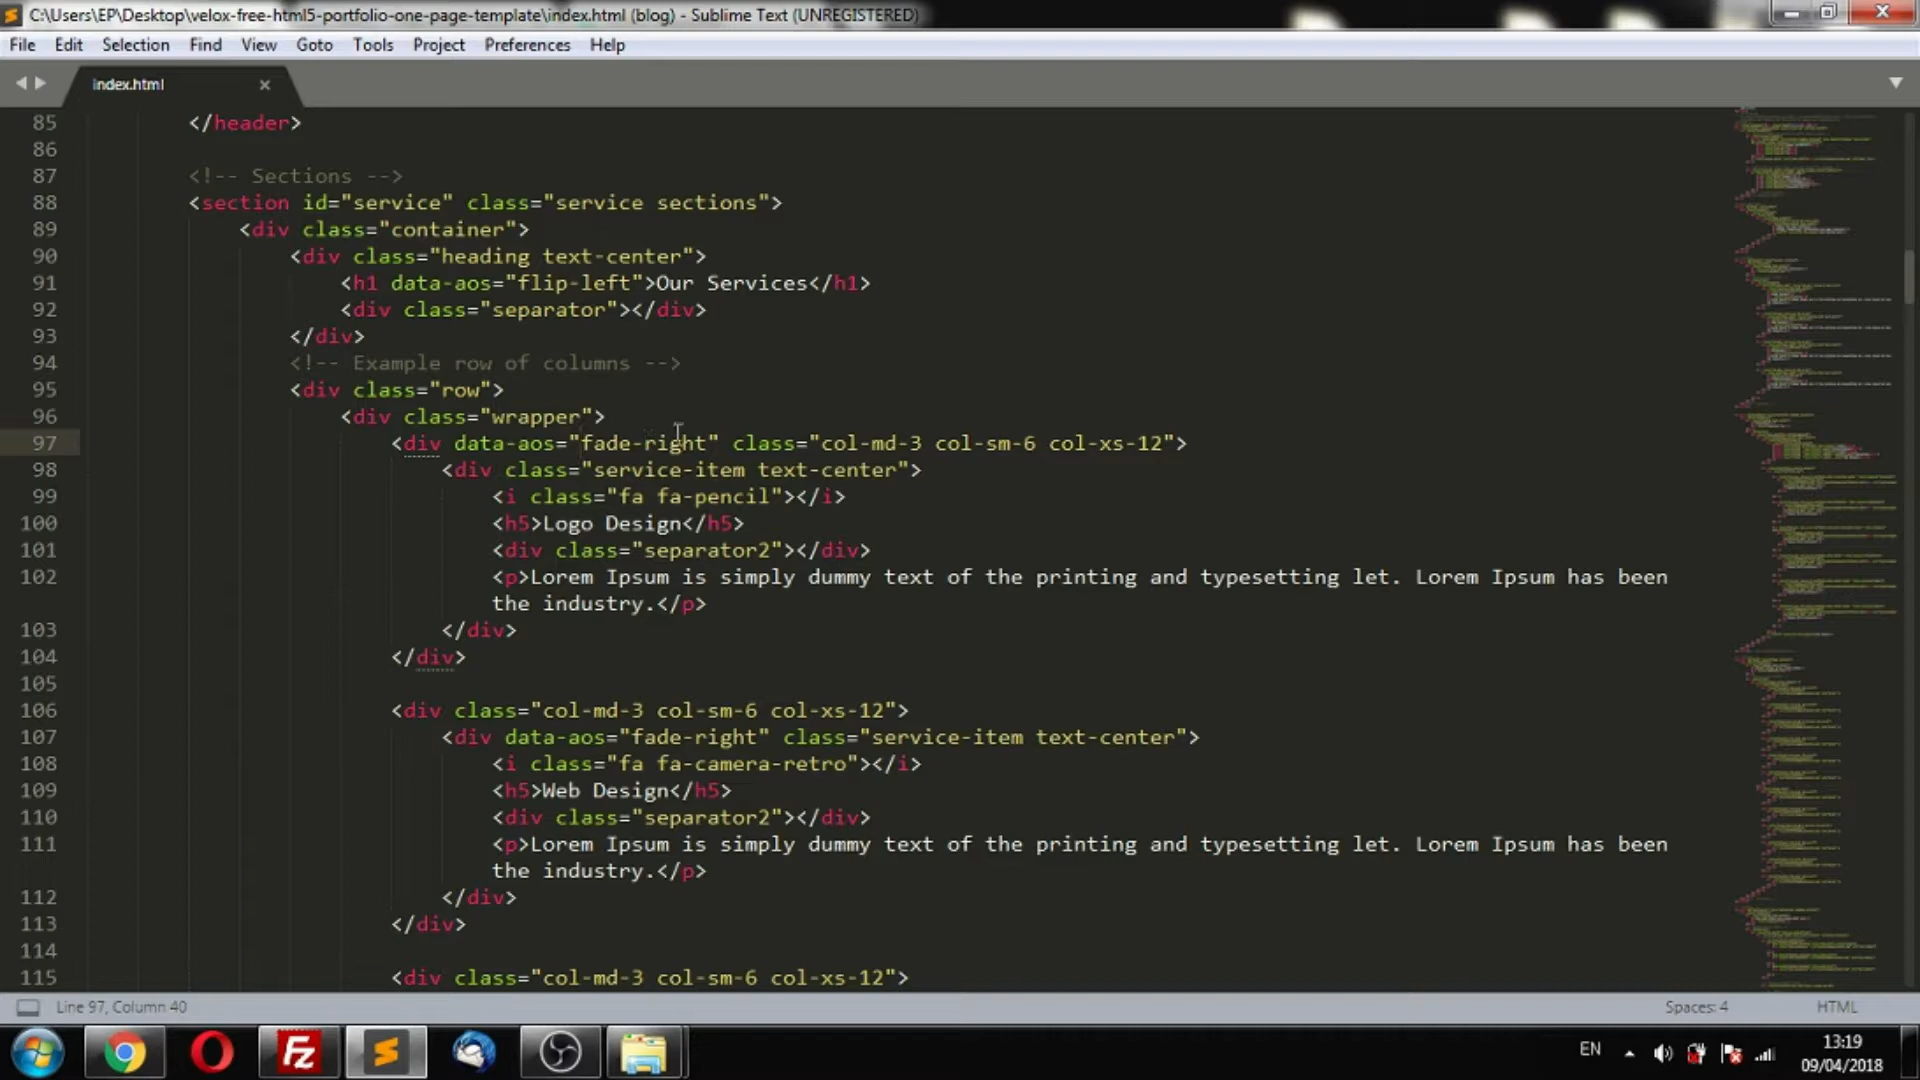 C:\Users\EP\Desktop\velox-free-html5-portfolio-one-page-template\index.html (blog) - Sublime Text (UNREGISTERED)
File Edit Selection Find View Goto Tools Project Preferences Help
index.html
85 </header>
86
87 <!-- Sections -->
88 <section id="service" class="service sections">
89 <div class="container">
90 <div class="heading text-center">
91 <h1 data-aos="flip-left">Our Services</h1>
92 <div class="separator"></div>
93 </div>
94 <!-- Example row of columns -->
95 <div class="row">
96 <div class="wrapper">
97 <div data-aos="fade-right" class="col-md-3 col-sm-6 col-xs-12">
98 <div class="service-item text-center">
99 <i class="fa fa-pencil"></i>
100 <h5>Logo Design</h5>
101 <div class="separator2"></div>
102 <p>Lorem Ipsum is simply dummy text of the printing and typesetting let. Lorem Ipsum has been
the industry.</p>
103 </div>
104 </div>
105
106 <div class="col-md-3 col-sm-6 col-xs-12">
107 <div data-aos="fade-right" class="service-item text-center">
108 <i class="fa fa-camera-retro"></i>
109 <h5>Web Design</h5>
110 <div class="separator2"></div>
111 <p>Lorem Ipsum is simply dummy text of the printing and typesetting let. Lorem Ipsum has been
the industry.</p>
112 </div>
113 </div>
114
115 <div class="col-md-3 col-sm-6 col-xs-12">
Line 97, Column 40 Spaces: 4 HTML
EN 13:19
09/04/2018